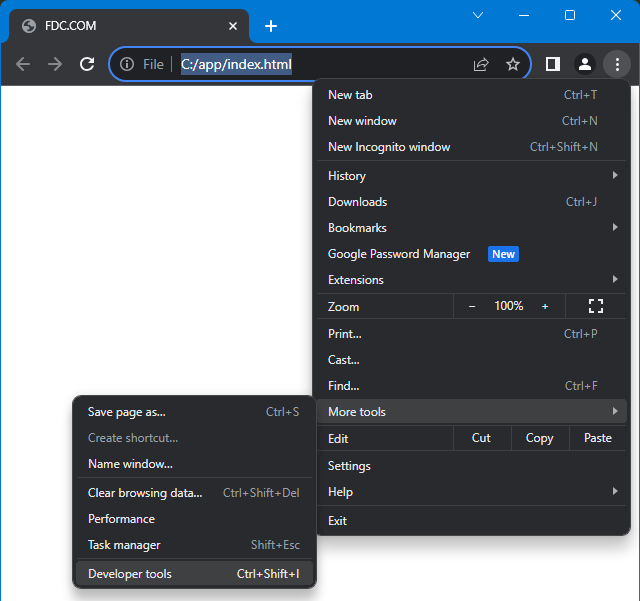 FDC.COM
File C:/app/index.html
New tab Ctrl+T
New window Ctrl+N
New Incognito window Ctrl+Shift+N
History
Downloads Ctrl+J
Bookmarks
Google Password Manager New
Extensions
Zoom − 100% +
Print... Ctrl+P
Cast...
Find... Ctrl+F
More tools
Edit Cut Copy Paste
Settings
Help
Exit
Save page as... Ctrl+S
Create shortcut...
Name window...
Clear browsing data... Ctrl+Shift+Del
Performance
Task manager Shift+Esc
Developer tools Ctrl+Shift+I